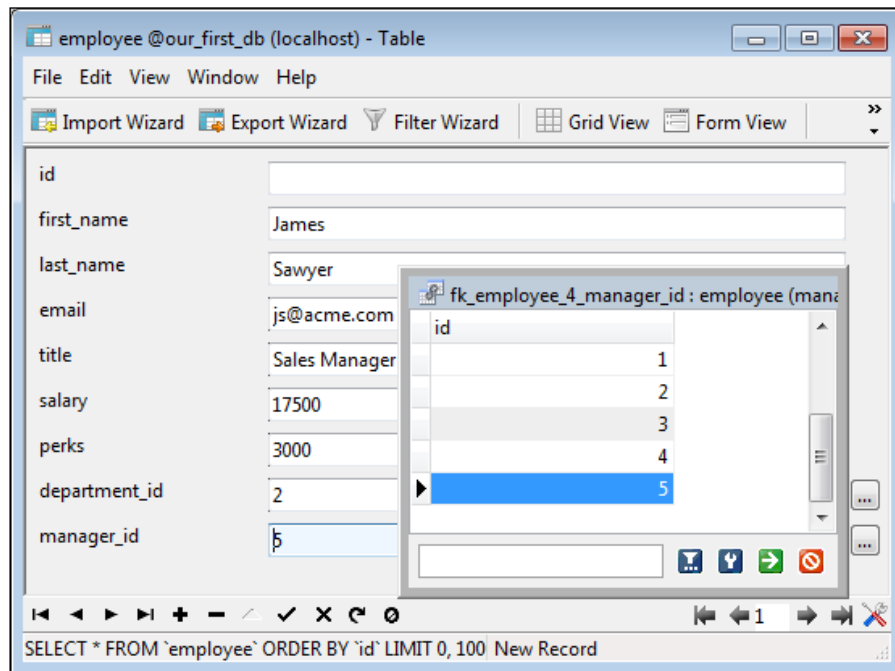 employee @our_first_db (localhost) - Table
File Edit View Window Help
Import Wizard Export Wizard Filter Wizard Grid View Form View
id
first_name James
last_name Sawyer
fk_employee_4_manager_id : employee (mana
email js@acme.com
id
title Sales Manager
1
2
salary 17500
3
perks 3000
4
department_id 2
5
...
manager_id 5
...
1
SELECT * FROM `employee` ORDER BY `id` LIMIT 0, 100 New Record